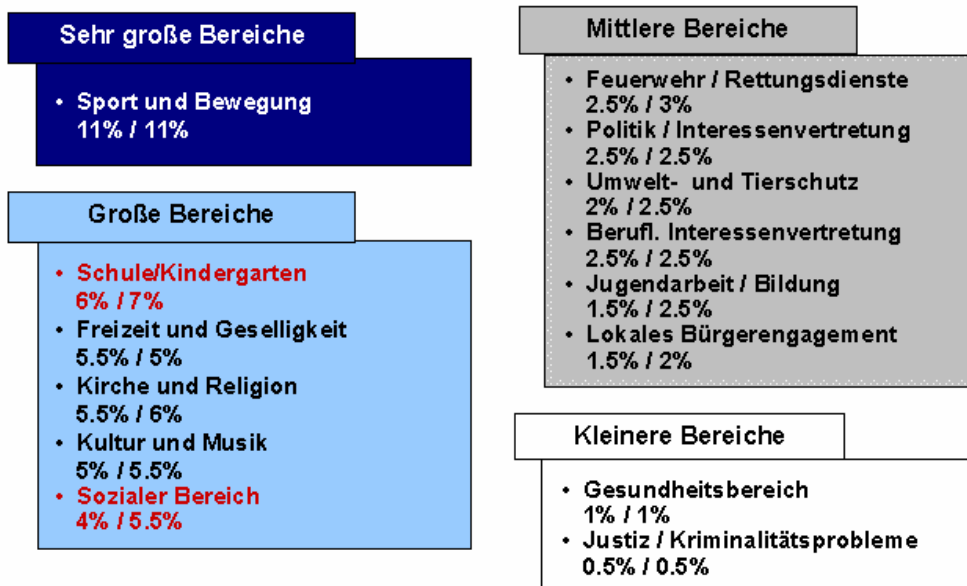 Sehr große Bereiche
• Sport und Bewegung
11% / 11%
Große Bereiche
• Schule/Kindergarten
6% / 7%
• Freizeit und Geselligkeit
5.5% / 5%
• Kirche und Religion
5.5% / 6%
• Kultur und Musik
5% / 5.5%
• Sozialer Bereich
4% / 5.5%
Mittlere Bereiche
• Feuerwehr / Rettungsdienste
2.5% / 3%
• Politik / Interessenvertretung
2.5% / 2.5%
• Umwelt- und Tierschutz
2% / 2.5%
• Berufl. Interessenvertretung
2.5% / 2.5%
• Jugendarbeit / Bildung
1.5% / 2.5%
• Lokales Bürgerengagement
1.5% / 2%
Kleinere Bereiche
• Gesundheitsbereich
1% / 1%
• Justiz / Kriminalitätsprobleme
0.5% / 0.5%